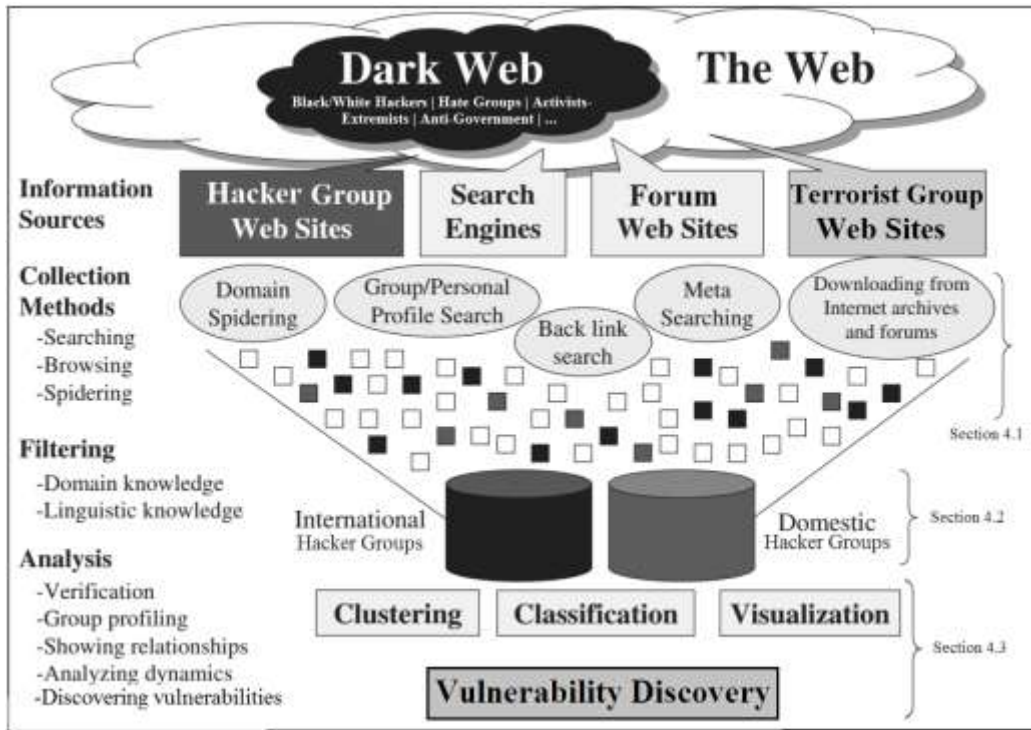 Dark Web
The Web
Black/White Hackers | Hate Groups | Activists-
Extremists | Anti-Government | ...
Information
Sources
Hacker Group
Web Sites
Search
Engines
Forum
Web Sites
Terrorist Group
Web Sites
Collection
Methods
-Searching
-Browsing
-Spidering
Domain
Spidering
Group/Personal
Profile Search
Back link
search
Meta
Searching
Downloading from
Internet archives
and forums
Section 4.1
Filtering
-Domain knowledge
-Linguistic knowledge
International
Hacker Groups
Domestic
Hacker Groups
Section 4.2
Analysis
-Verification
-Group profiling
-Showing relationships
-Analyzing dynamics
-Discovering vulnerabilities
Clustering
Classification
Visualization
Section 4.3
Vulnerability Discovery